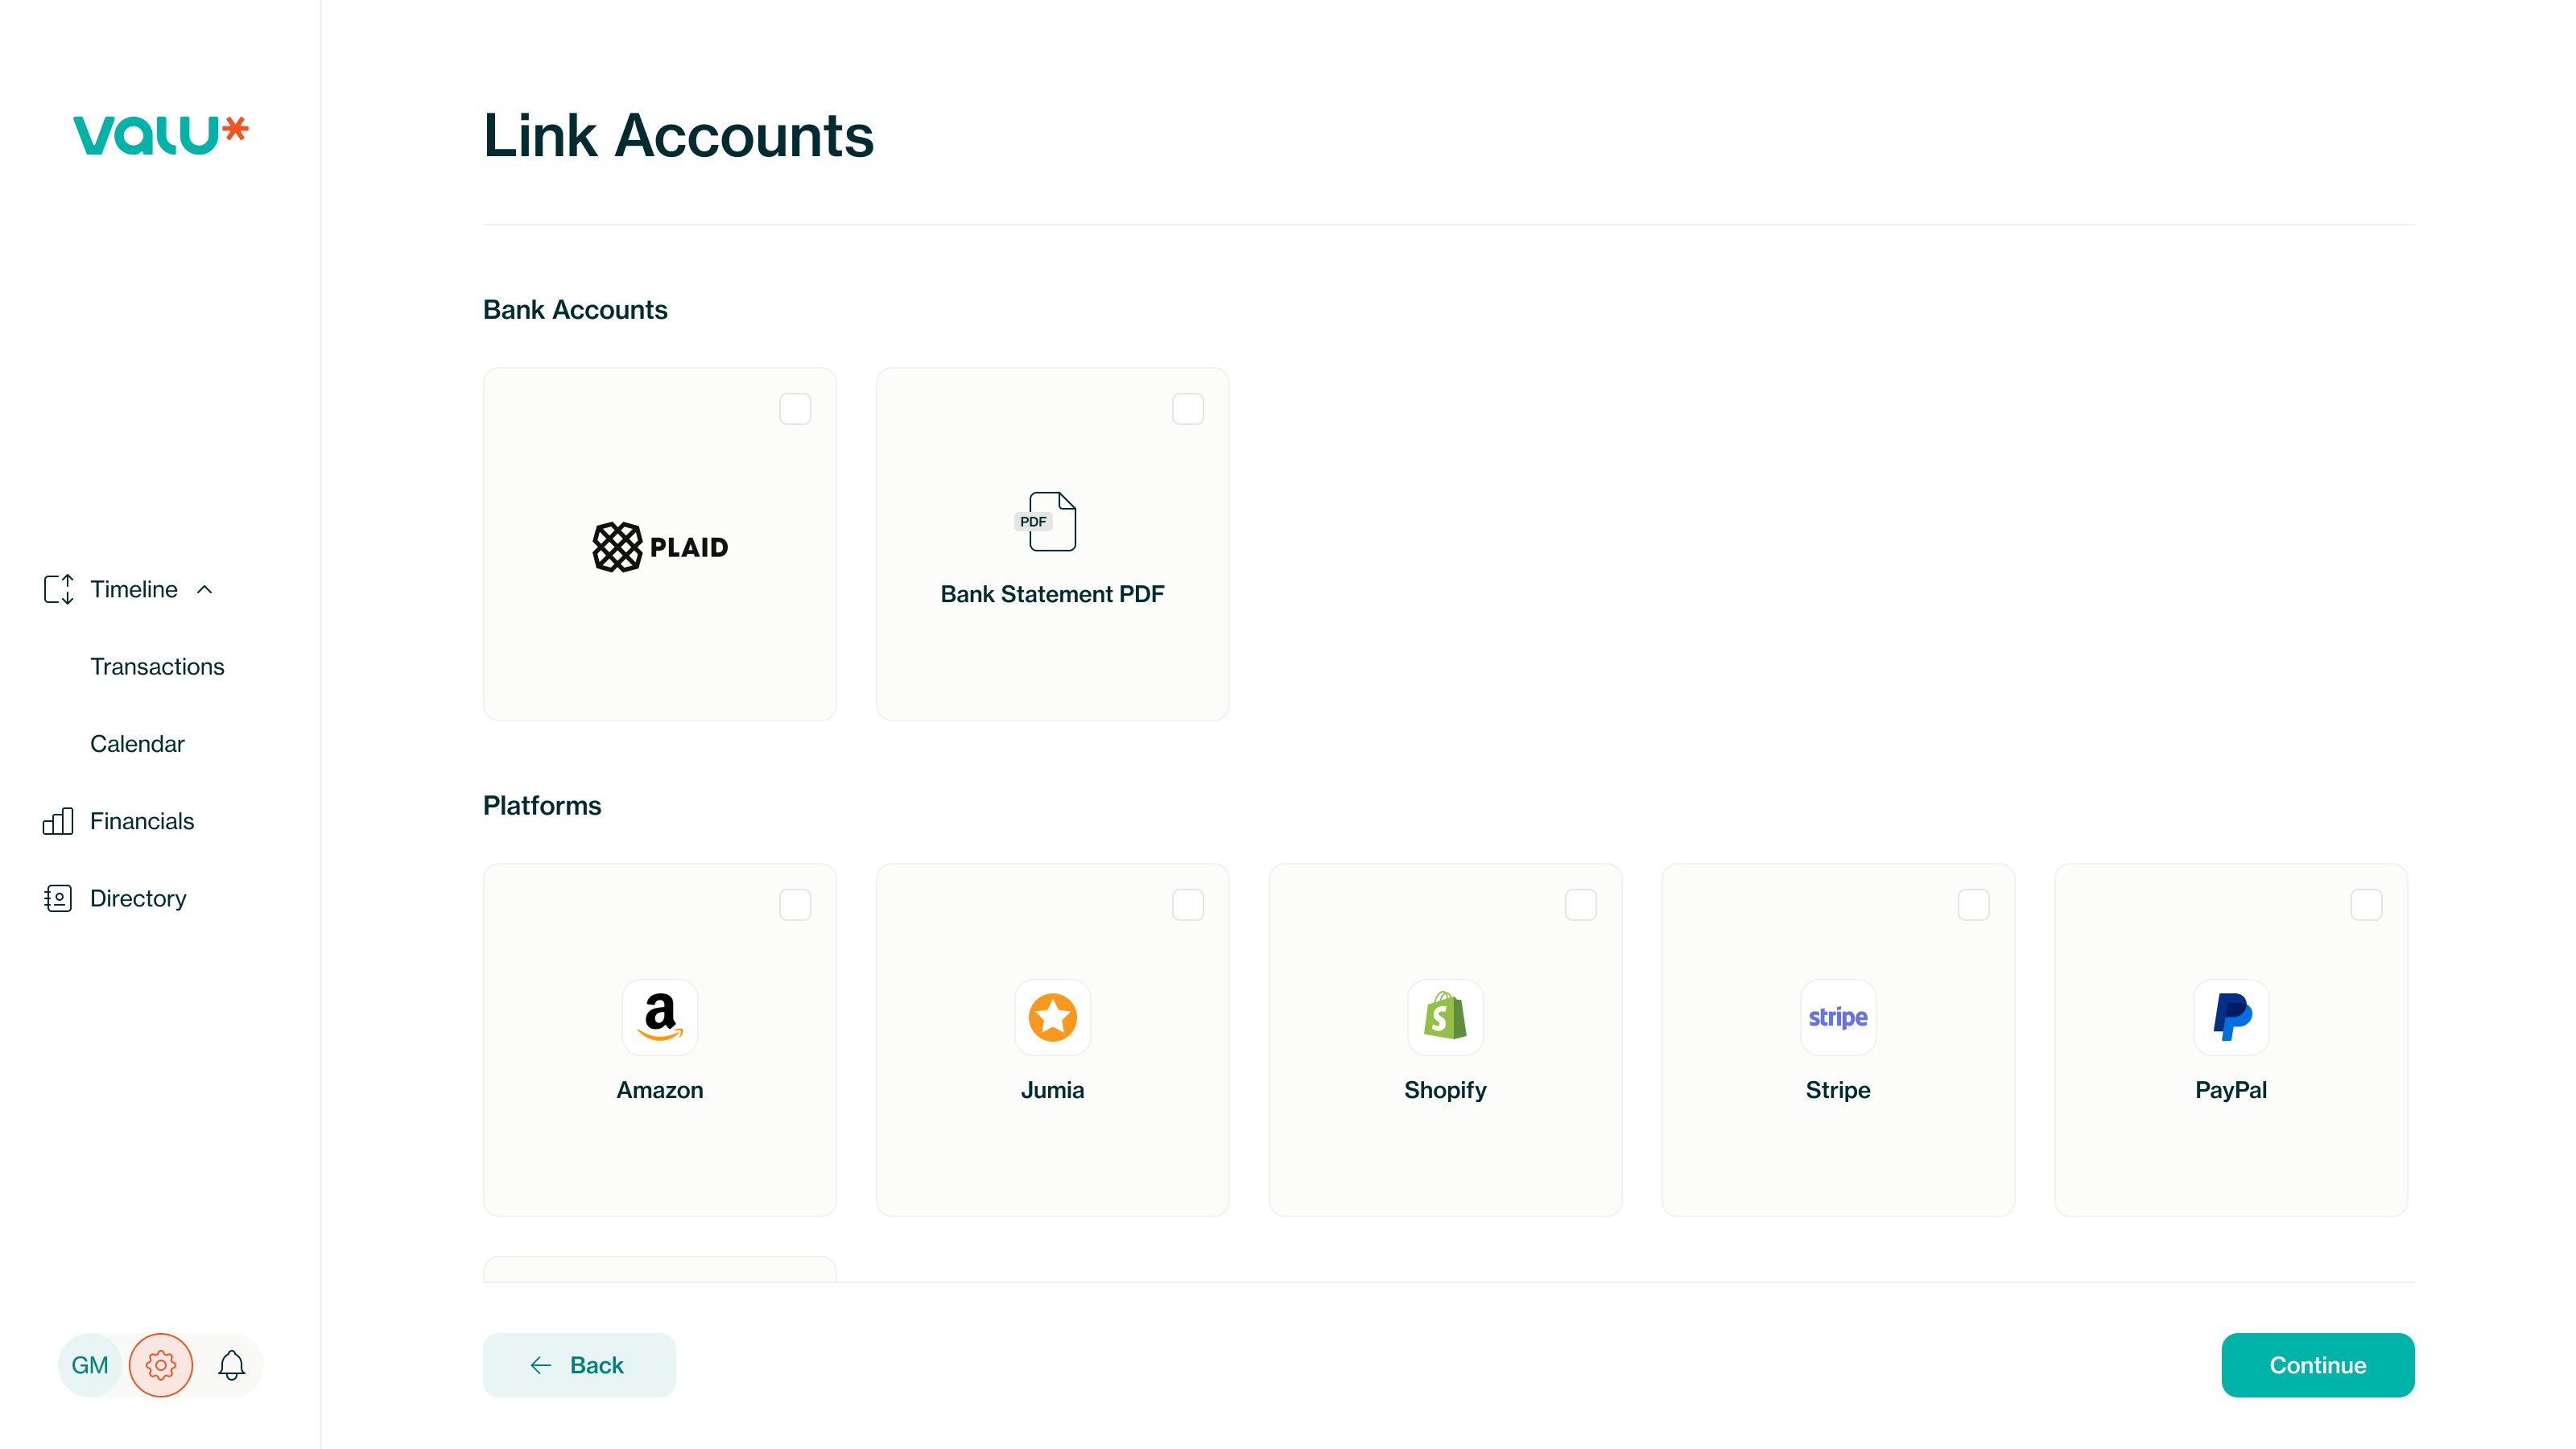 valu*
Link Accounts
Bank Accounts
PLAID
PDF
Bank Statement PDF
Timeline
Transactions
Calendar
Financials
Directory
Platforms
a
Amazon
Jumia
S
Shopify
stripe
Stripe
P
PayPal
GM
Back
Continue